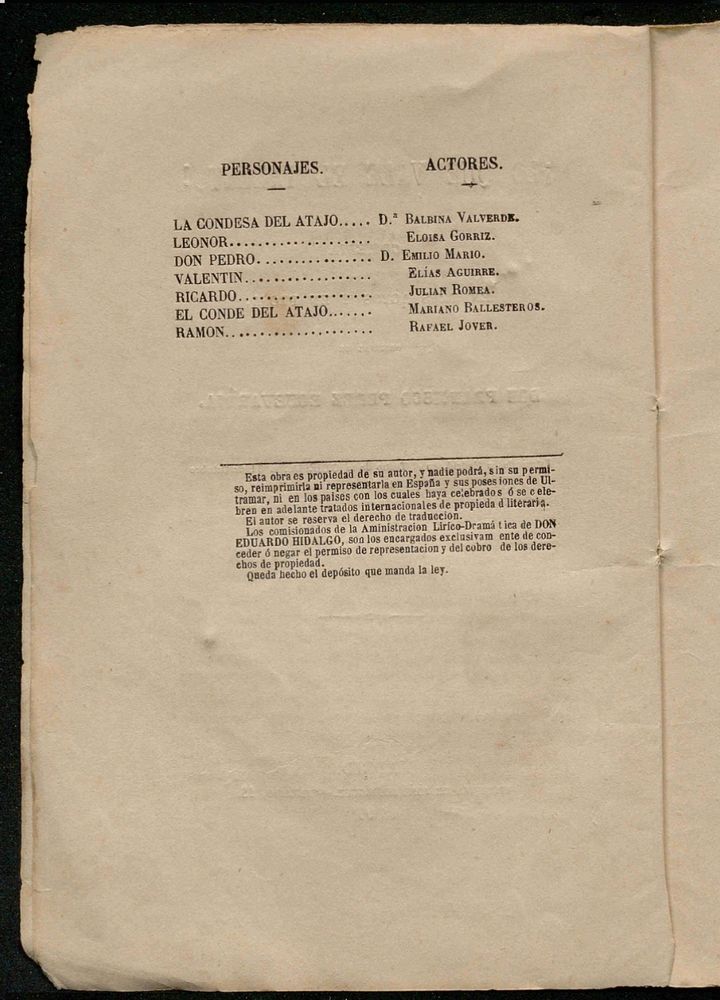 PERSONAJES. ACTORES.
LA CONDESA DEL ATAJO..... D.ª BALBINA VALVERDE.
LEONOR................... ELOISA GORRIZ.
DON PEDRO................ D. EMILIO MARIO.
VALENTIN................. ELÍAS AGUIRRE.
RICARDO.................. JULIAN ROMEA.
EL CONDE DEL ATAJO...... MARIANO BALLESTEROS.
RAMON.................... RAFAEL JOVER.
Esta obra es propiedad de su autor, y nadie podrá, sin su permi-
so, reimprimirla ni representarla en España y sus posesiones de Ul-
tramar, ni en los paises con los cuales haya celebrados ó se cele-
bren en adelante tratados internacionales de propiedad literaria.
El autor se reserva el derecho de traduccion.
Los comisionados de la Aministracion Lírico-Dramática de DON
EDUARDO HIDALGO, son los encargados exclusivamente de con-
ceder ó negar el permiso de representacion y del cobro de los dere-
chos de propiedad.
Queda hecho el depósito que manda la ley.